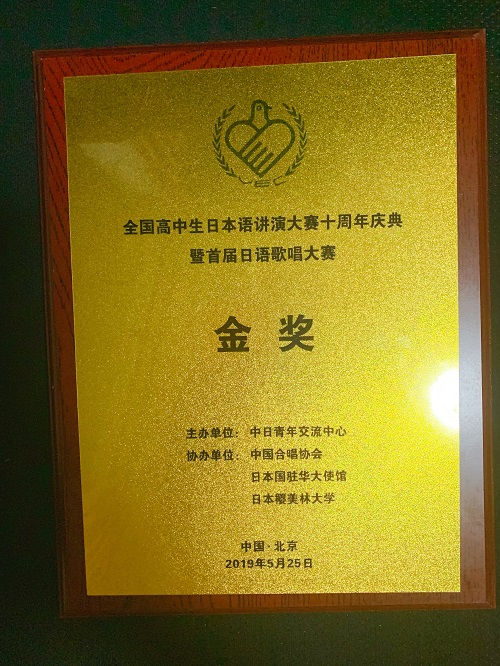 全国高中生日本语讲演大赛十周年庆典
暨首届日语歌唱大赛
金奖
主办单位：中日青年交流中心
协办单位：中国合唱协会
日本国驻华大使馆
日本樱美林大学
中国·北京
2019年5月25日